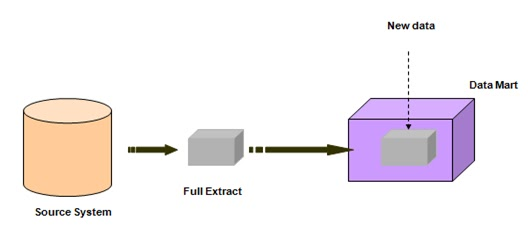 New data
Data Mart
Full Extract
Source System